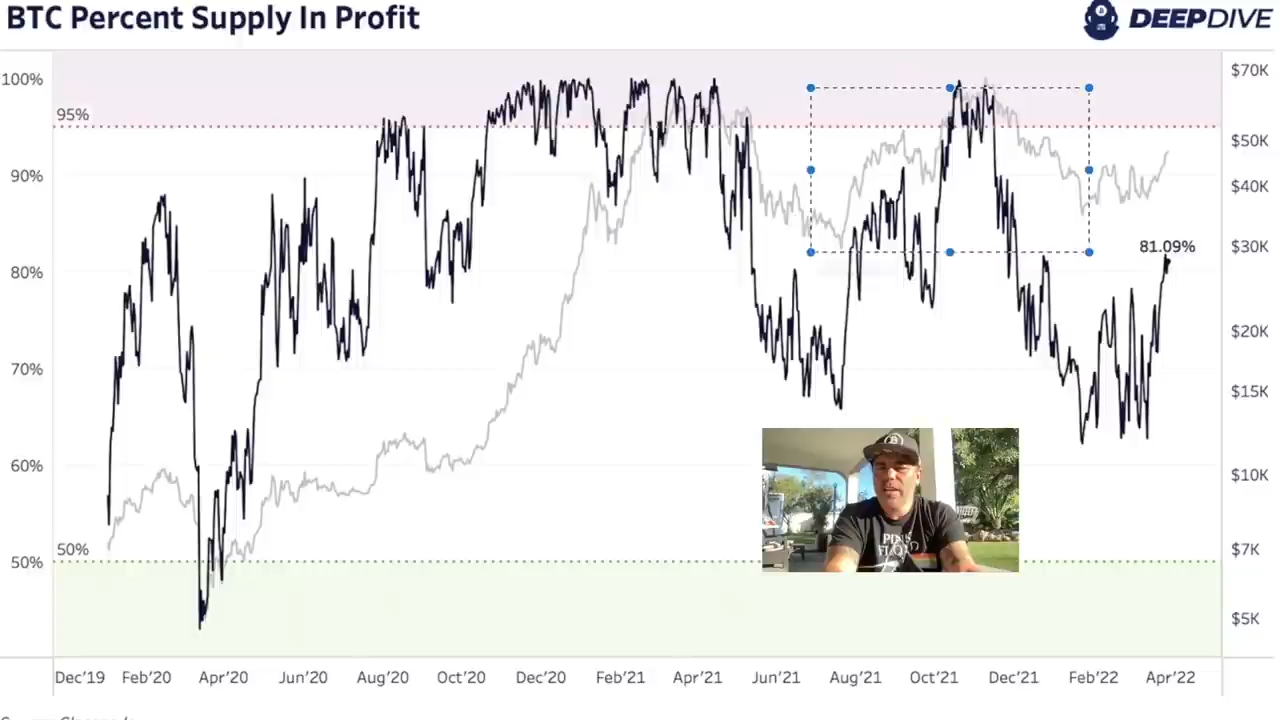 BTC Percent Supply In Profit
DEEPDIVE
100%
95%
90%
80%
70%
60%
50%
50%
$70K
$50K
$40K
$30K
81.09%
$20K
$15K
$10K
$7K
$5K
PINK
FLOYD
Dec'19 Feb'20 Apr'20 Jun'20 Aug'20 Oct'20 Dec'20 Feb'21 Apr'21 Jun'21 Aug'21 Oct'21 Dec'21 Feb'22 Apr'22